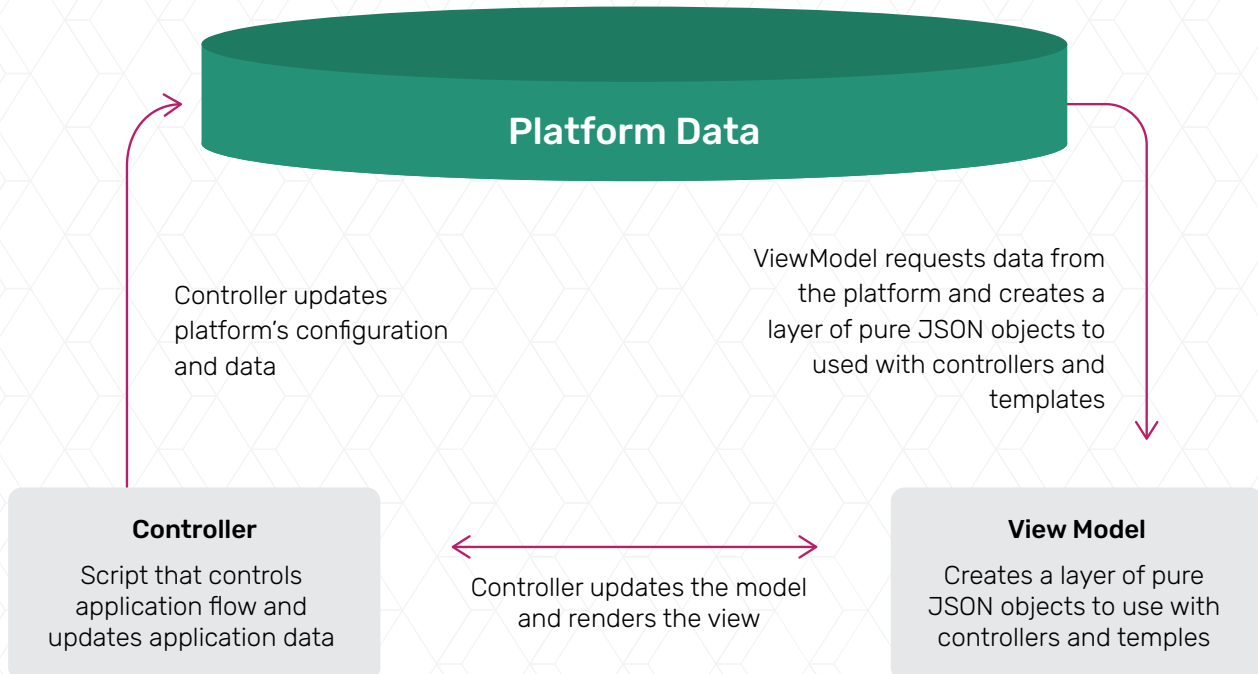 Platform Data
Controller updates
platform’s configuration
and data
ViewModel requests data from
the platform and creates a
layer of pure JSON objects to
used with controllers and
templates
Controller
Script that controls
application flow and
updates application data
Controller updates the model
and renders the view
View Model
Creates a layer of pure
JSON objects to use with
controllers and temples